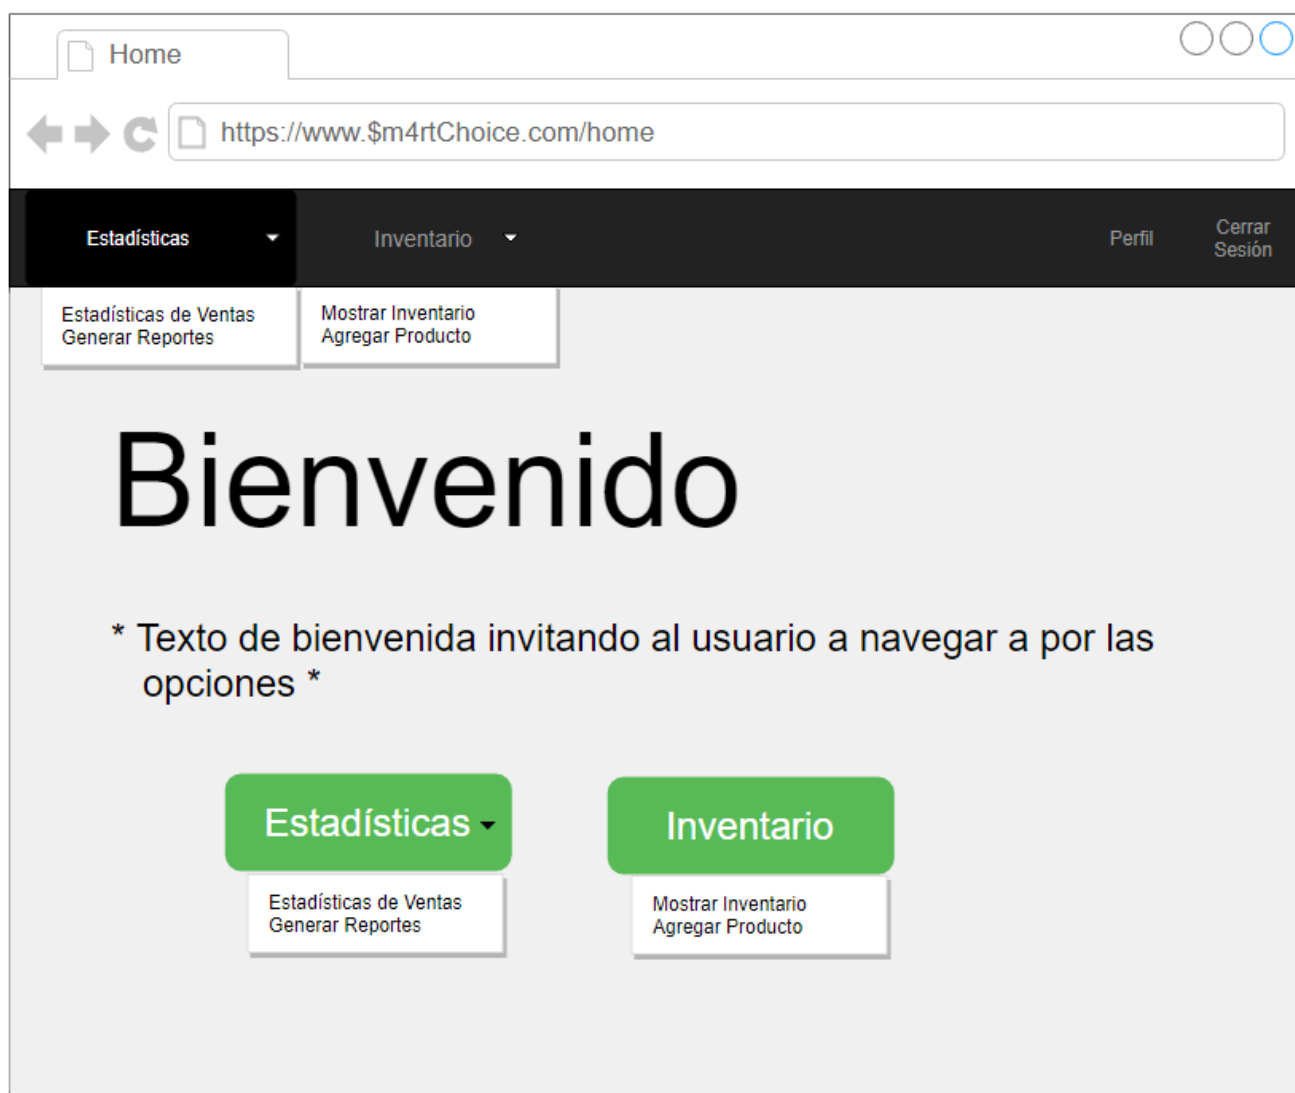 Home
https://www.$m4rtChoice.com/home
Estadísticas
Inventario
Perfil
Cerrar
Sesión
Estadísticas de Ventas
Generar Reportes
Mostrar Inventario
Agregar Producto
Bienvenido
* Texto de bienvenida invitando al usuario a navegar a por las
opciones *
Estadísticas
Inventario
Estadísticas de Ventas
Generar Reportes
Mostrar Inventario
Agregar Producto